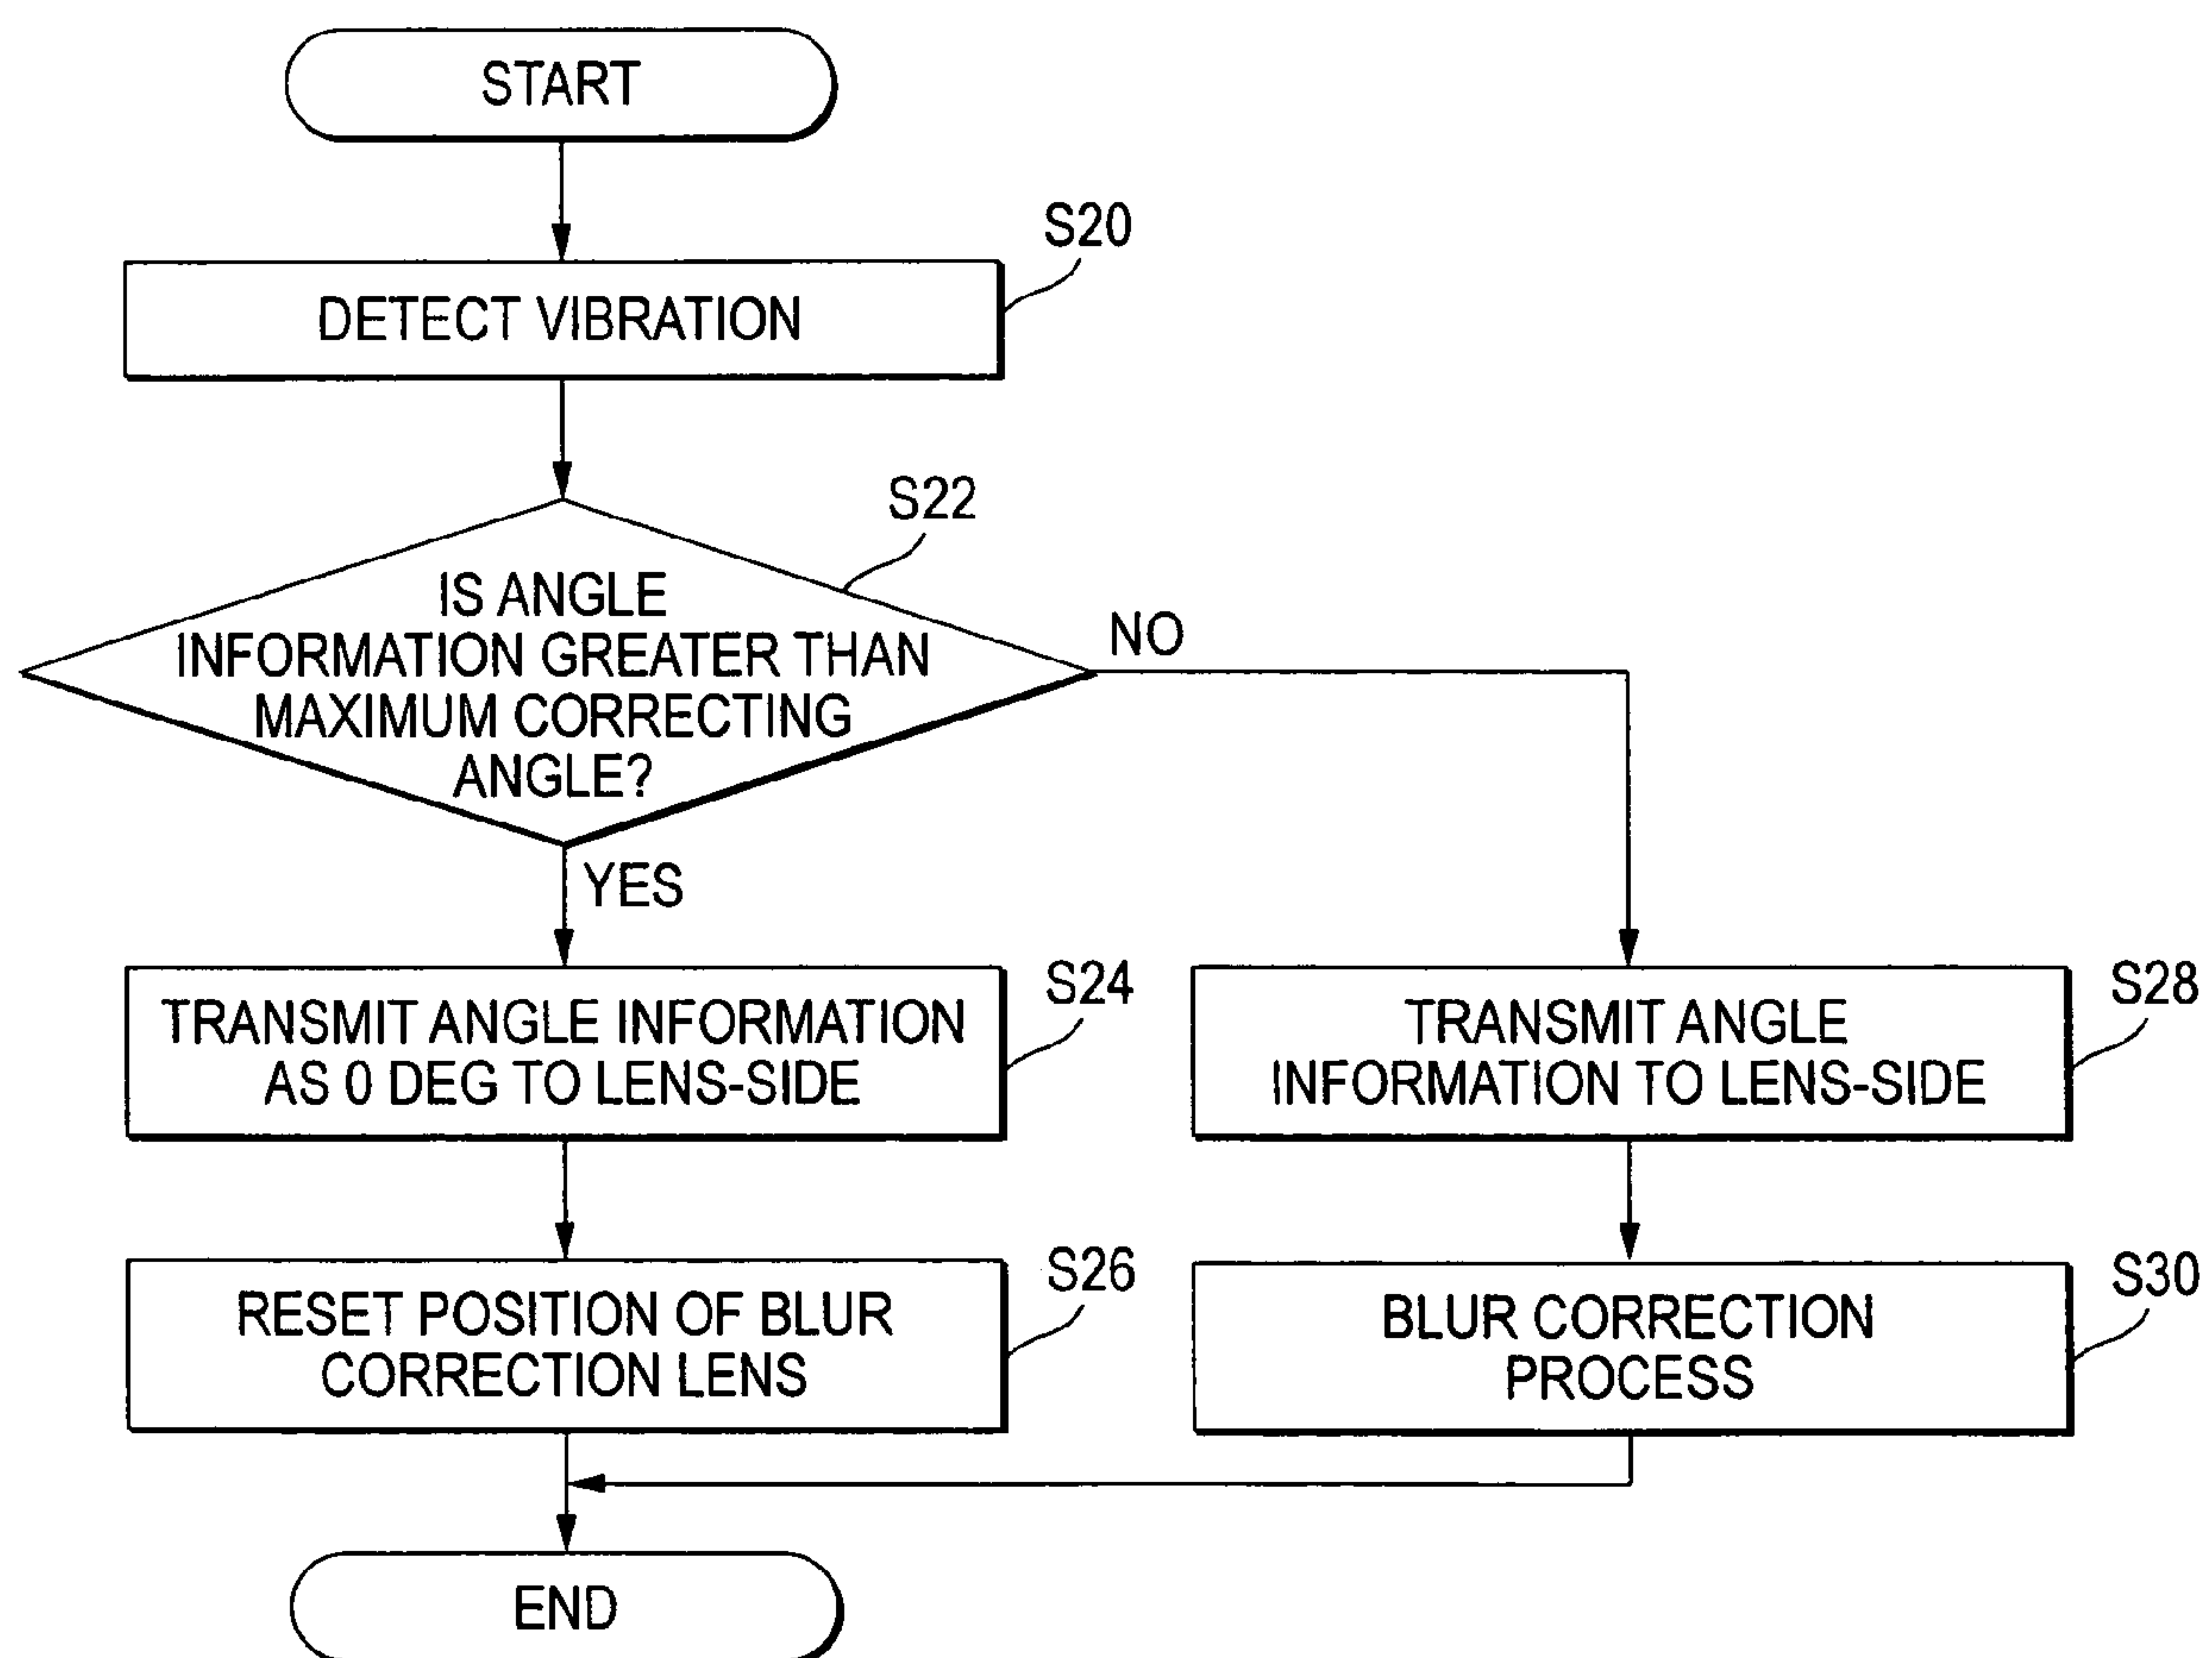 START
S20
DETECT VIBRATION
S22
IS ANGLE
INFORMATION GREATER THAN
MAXIMUM CORRECTING
ANGLE?
NO
YES
S24
TRANSMIT ANGLE INFORMATION
AS 0 DEG TO LENS-SIDE
S28
TRANSMIT ANGLE
INFORMATION TO LENS-SIDE
S26
RESET POSITION OF BLUR
CORRECTION LENS
S30
BLUR CORRECTION
PROCESS
END